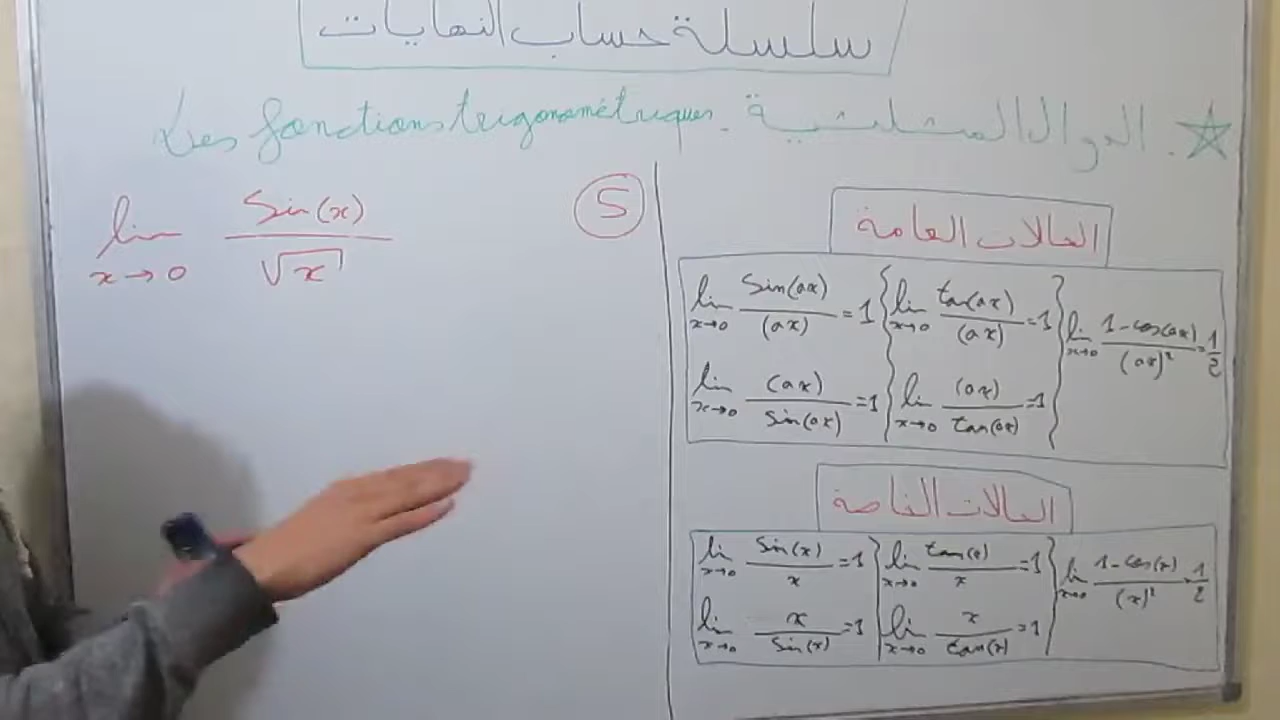 سلسلة حساب النهايات
الدوال المثلثية. Les fonctions trigonométriques.
lim x→0 sin(x)/√x
5
الحالات العامة
lim x→0 sin(ax)/(ax) =1 lim x→0 tan(ax)/(ax) =1 lim x→0 1-cos(ax)/(ax)² = 1/2
lim x→0 (ax)/sin(ax) =1 lim x→0 (ax)/tan(ax) =1
الحالات الخاصة
lim x→0 sin(x)/x =1 lim x→0 tan(x)/x =1 lim x→0 1-cos(x)/(x)² = 1/2
lim x→0 x/sin(x) =1 lim x→0 x/tan(x) =1